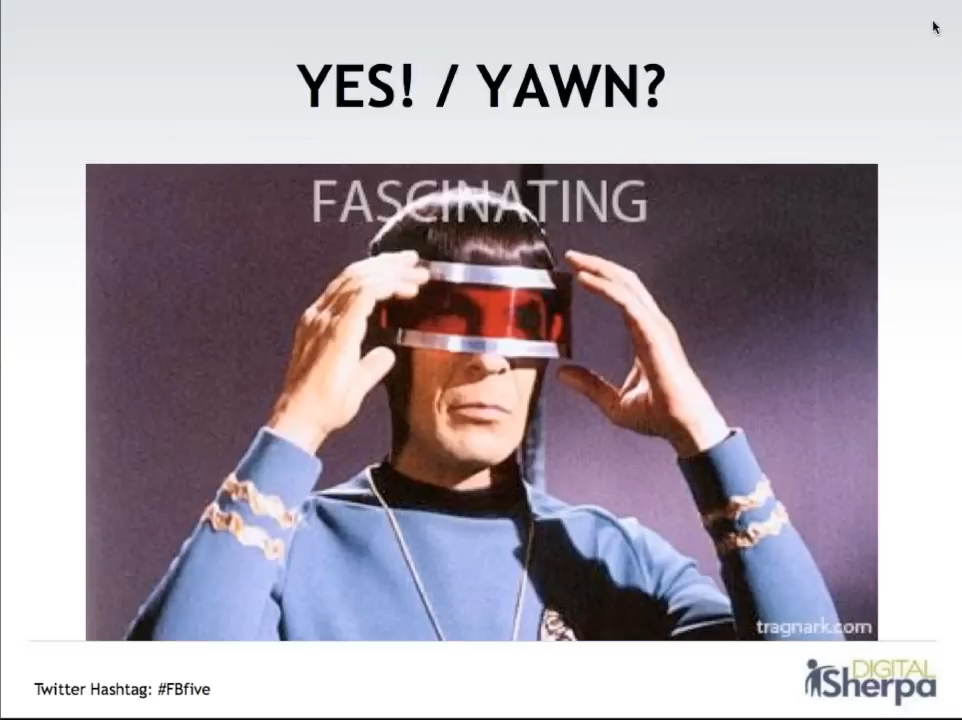 YES! / YAWN?
FASCINATING
tragnark.com
Twitter Hashtag: #FBfive
DIGITAL
Sherpa